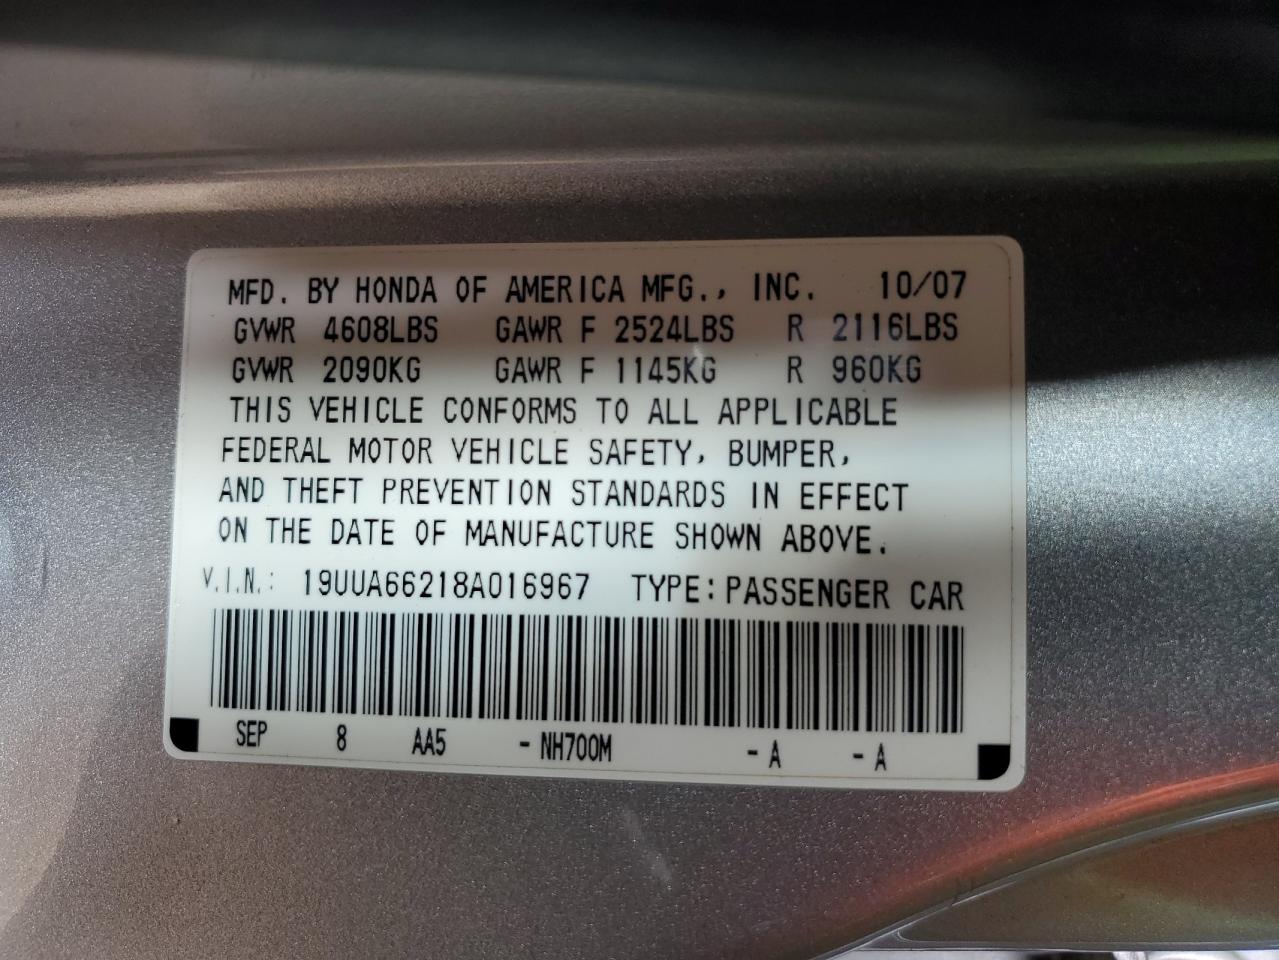 MFD. BY HONDA OF AMERICA MFG., INC. 10/07
GVWR 4608LBS GAWR F 2524LBS R 2116LBS
GVWR 2090KG GAWR F 1145KG R 960KG
THIS VEHICLE CONFORMS TO ALL APPLICABLE
FEDERAL MOTOR VEHICLE SAFETY, BUMPER,
AND THEFT PREVENTION STANDARDS IN EFFECT
ON THE DATE OF MANUFACTURE SHOWN ABOVE.
V.I.N.: 19UUA66218A016967 TYPE: PASSENGER CAR
SEP 8 AA5 - NH700M - A - A